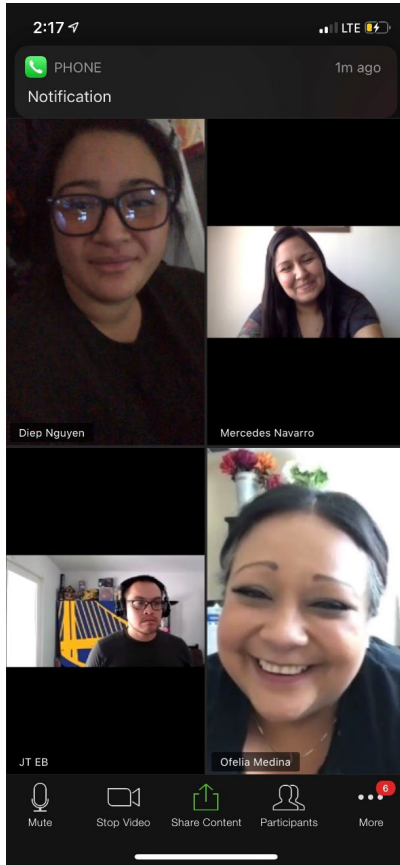 2:17
LTE
PHONE
1m ago
Notification
Diep Nguyen
Mercedes Navarro
JT EB
Ofelia Medina
6
Mute
Stop Video
Share Content
Participants
More